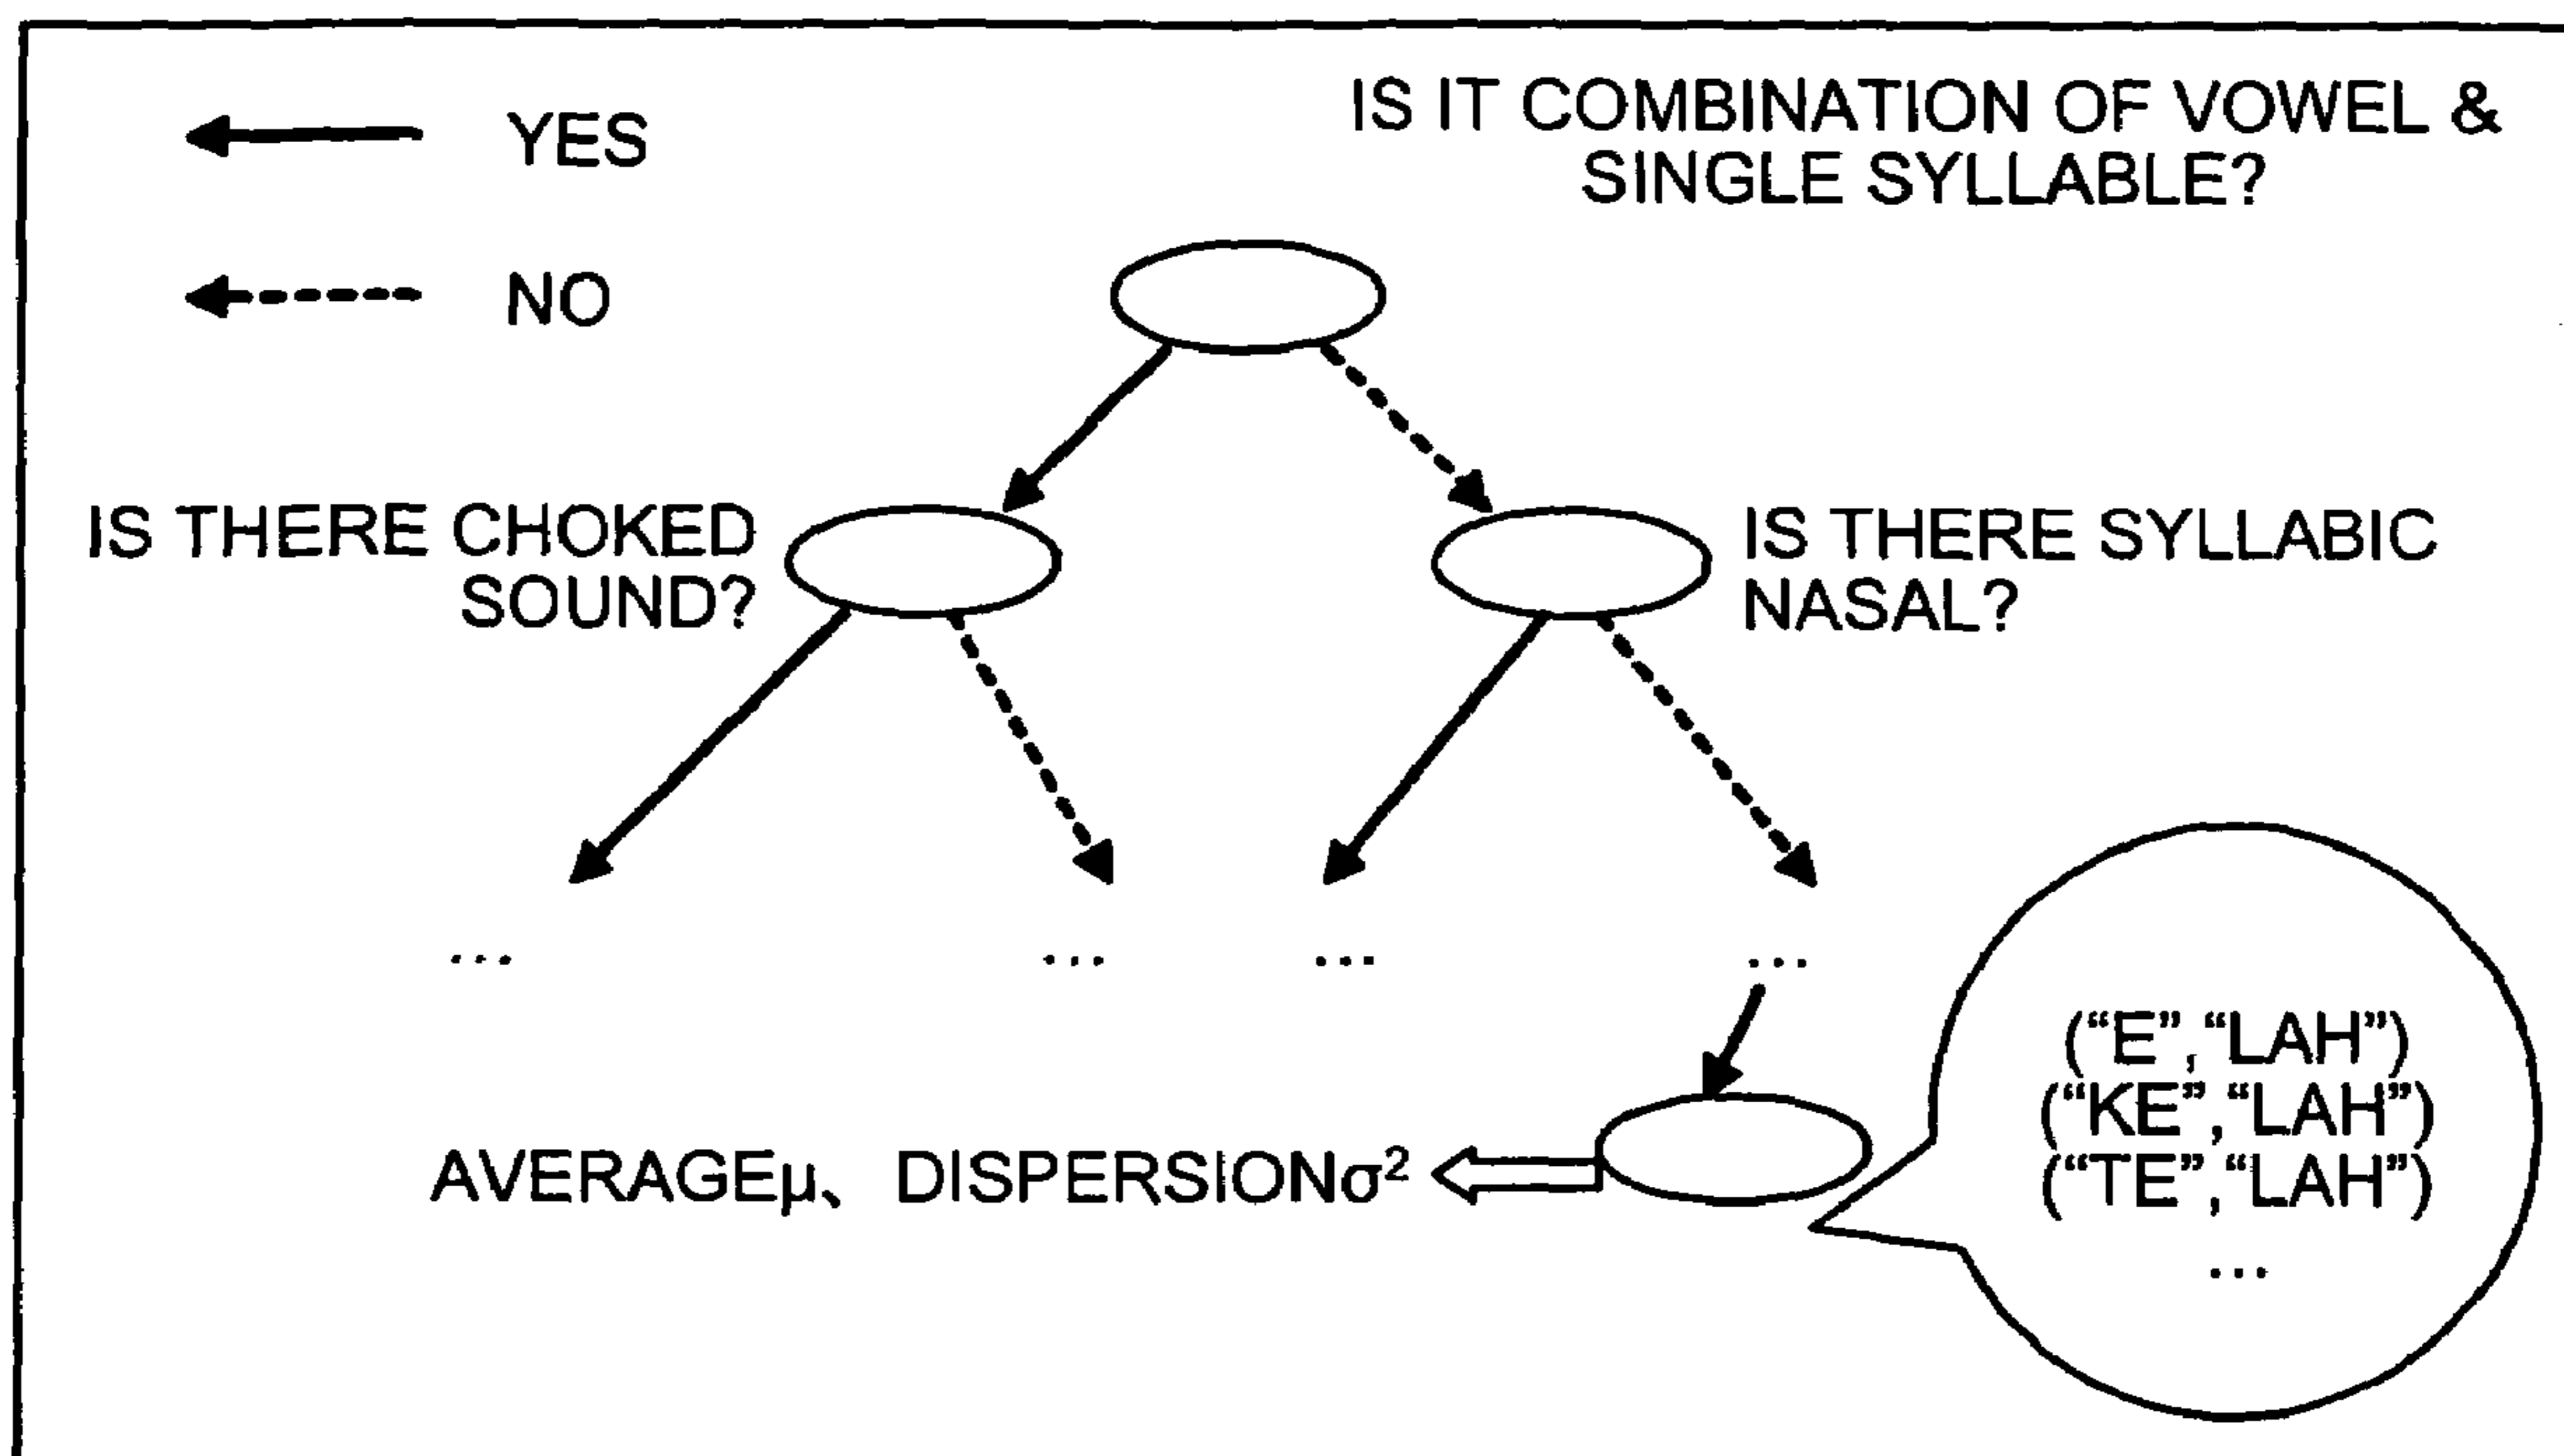 YES
NO
IS IT COMBINATION OF VOWEL &
SINGLE SYLLABLE?
IS THERE CHOKED
SOUND?
IS THERE SYLLABIC
NASAL?
... ... ... ...
AVERAGEμ、 DISPERSIONσ²
(“E”,“LAH”)
(“KE”,“LAH”)
(“TE”,“LAH”)
...